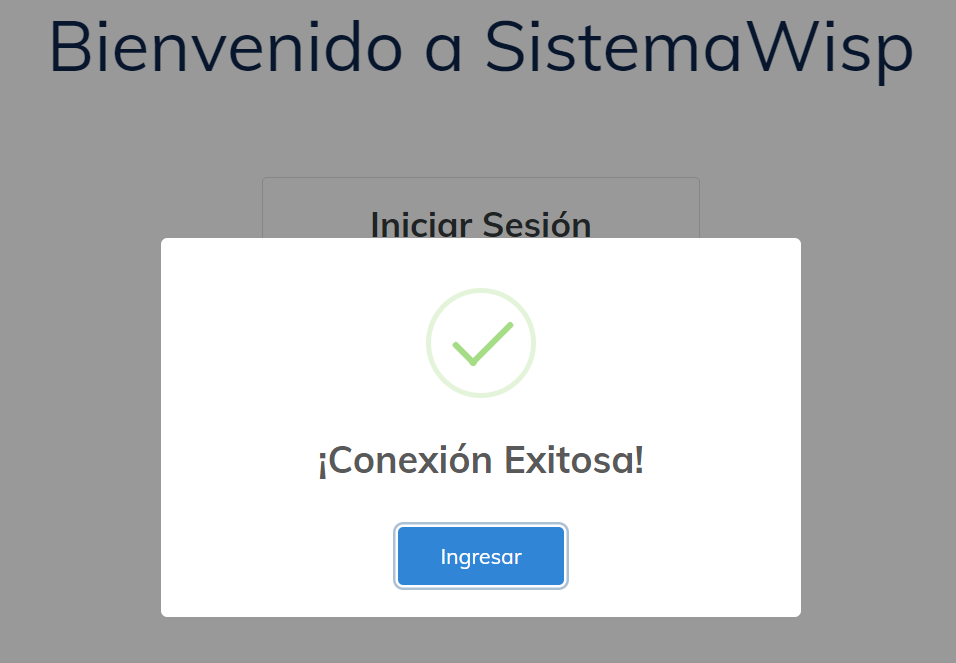 Bienvenido a SistemaWisp
Iniciar Sesión
¡Conexión Exitosa!
Ingresar